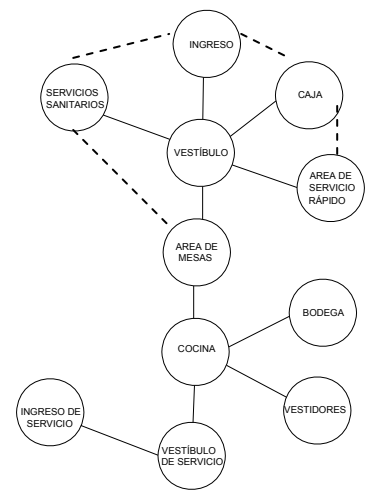 INGRESO
SERVICIOS
SANITARIOS
CAJA
VESTÍBULO
AREA DE
SERVICIO
RÁPIDO
AREA DE
MESAS
BODEGA
COCINA
VESTIDORES
INGRESO DE
SERVICIO
VESTÍBULO
DE SERVICIO